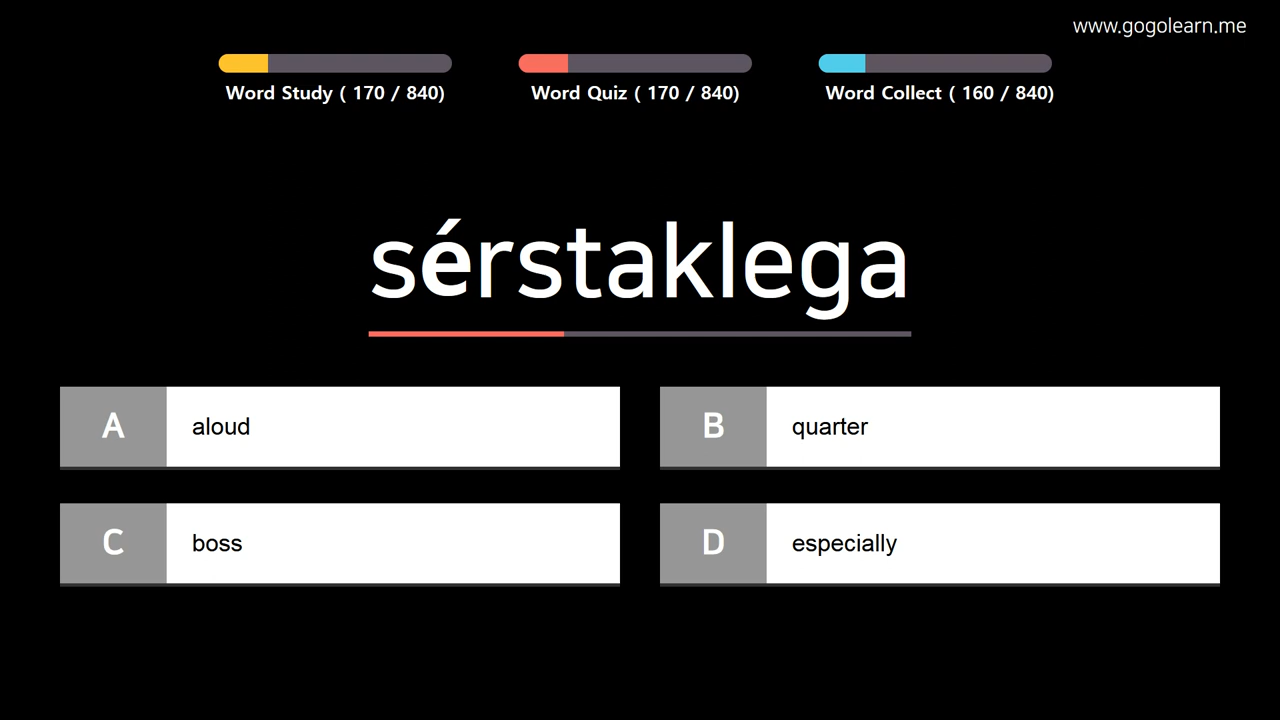 www.gogolearn.me
Word Study ( 170 / 840)
Word Quiz ( 170 / 840)
Word Collect ( 160 / 840)
sérstaklega
A aloud
B quarter
C boss
D especially